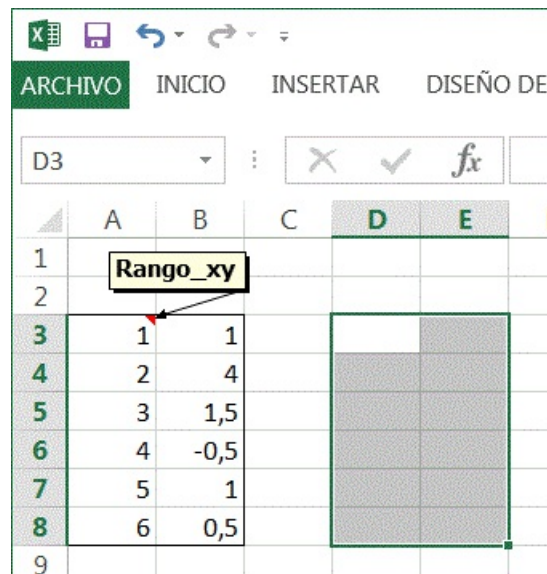 ARCHIVO INICIO INSERTAR DISEÑO DE
D3 fx
A B C D E
1
Rango_xy
2
3 1 1
4 2 4
5 3 1,5
6 4 -0,5
7 5 1
8 6 0,5
9